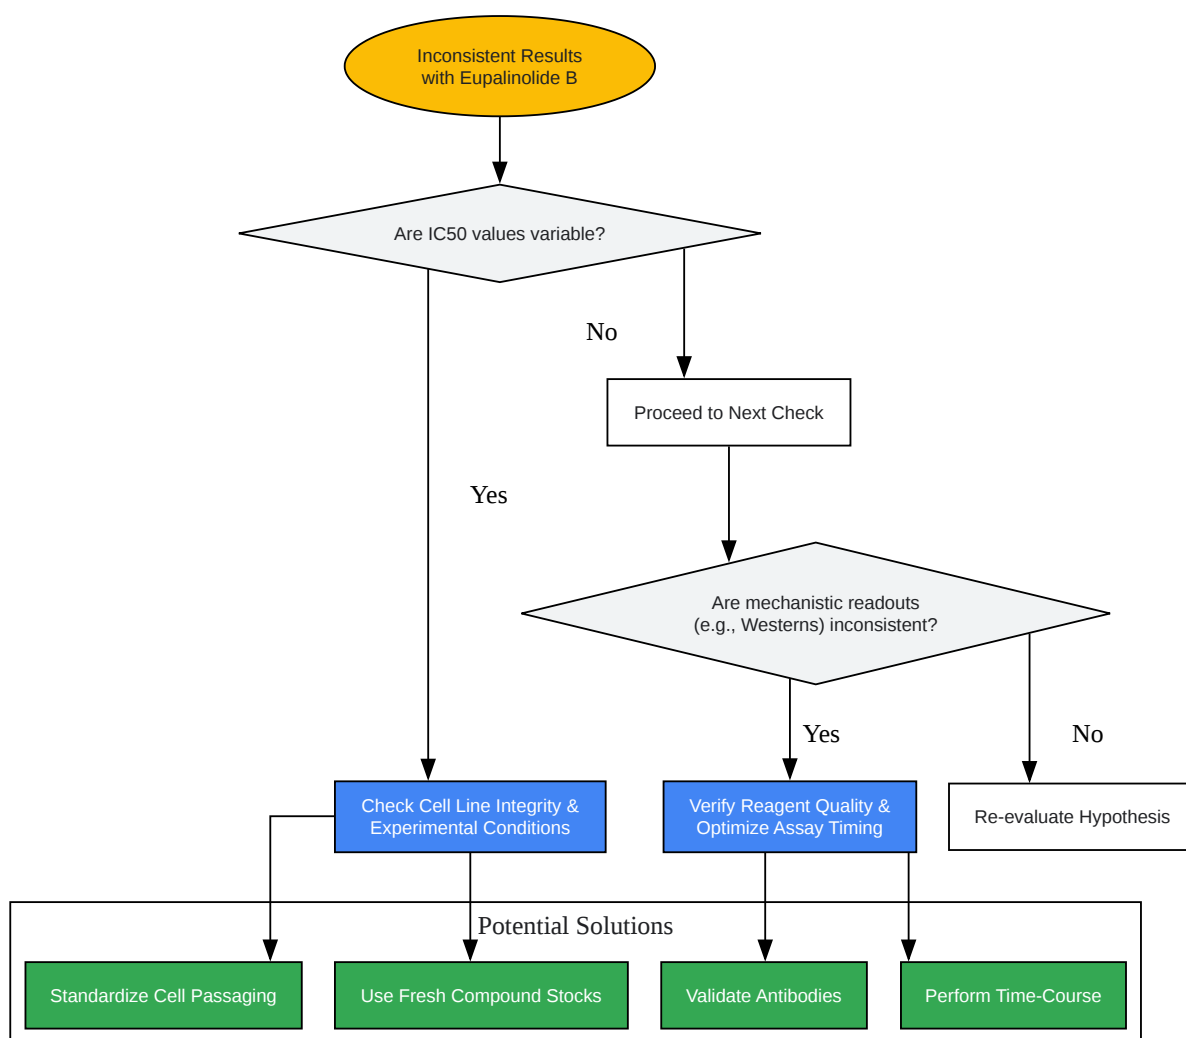 Inconsistent Results
with Eupalinolide B
Are IC50 values variable?
No
Proceed to Next Check
Yes
Are mechanistic readouts
(e.g., Westerns) inconsistent?
Yes
No
Check Cell Line Integrity &
Experimental Conditions
Verify Reagent Quality &
Optimize Assay Timing
Re-evaluate Hypothesis
Potential Solutions
Standardize Cell Passaging
Use Fresh Compound Stocks
Validate Antibodies
Perform Time-Course